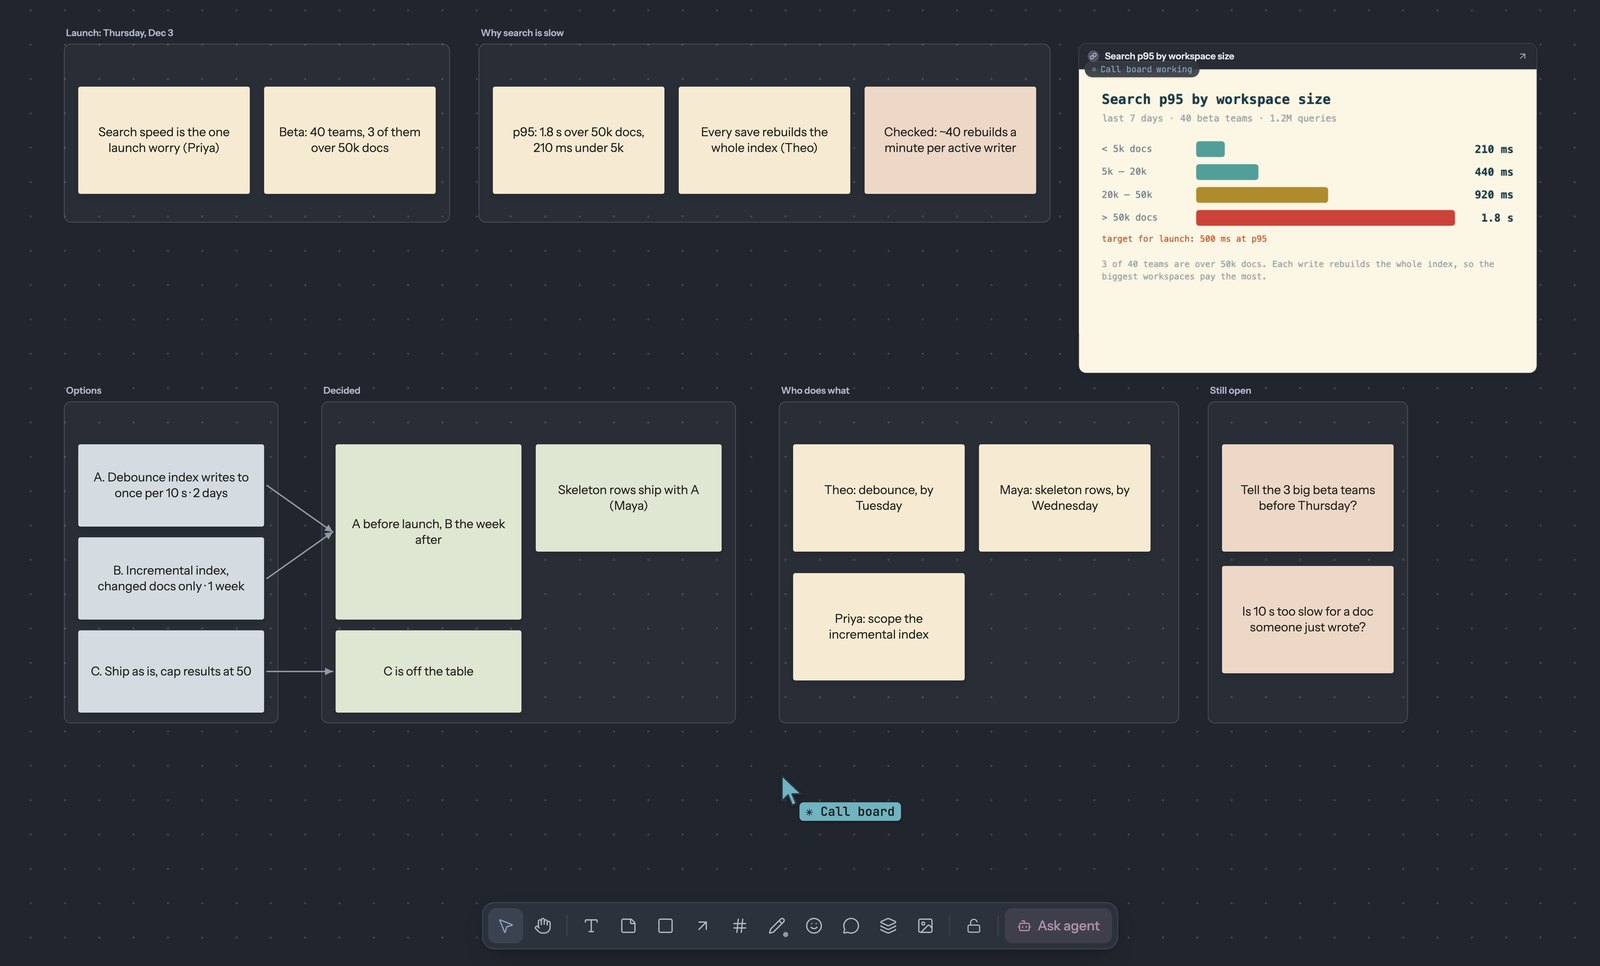 Launch: Thursday, Dec 3
Search speed is the one
launch worry (Priya)
Beta: 40 teams, 3 of them
over 50k docs
Why search is slow
p95: 1.8 s over 50k docs,
210 ms under 5k
Every save rebuilds the
whole index (Theo)
Checked: ~40 rebuilds a
minute per active writer
Search p95 by workspace size
Call board working
Search p95 by workspace size
last 7 days · 40 beta teams · 1.2M queries
< 5k docs 210 ms
5k – 20k 440 ms
20k – 50k 920 ms
> 50k docs 1.8 s
target for launch: 500 ms at p95
3 of 40 teams are over 50k docs. Each write rebuilds the whole index, so the
biggest workspaces pay the most.
Options
A. Debounce index writes to
once per 10 s · 2 days
B. Incremental index,
changed docs only · 1 week
C. Ship as is, cap results at 50
Decided
A before launch, B the week
after
Skeleton rows ship with A
(Maya)
C is off the table
Who does what
Theo: debounce, by
Tuesday
Maya: skeleton rows, by
Wednesday
Priya: scope the
incremental index
Still open
Tell the 3 big beta teams
before Thursday?
Is 10 s too slow for a doc
someone just wrote?
Call board
Ask agent